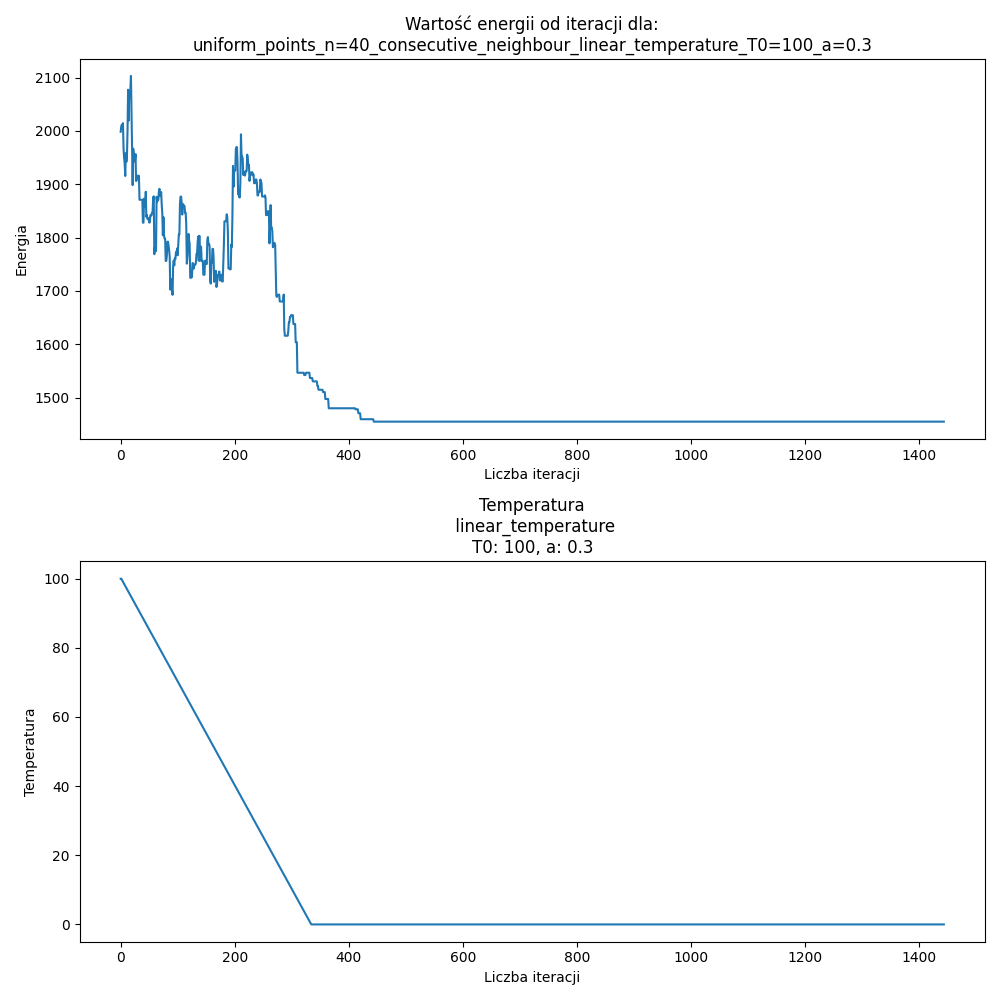 Wartość energii od iteracji dla:
uniform_points_n=40_consecutive_neighbour_linear_temperature_T0=100_a=0.3
2100
2000
1900
1800
1700
1600
1500
Energia
0 200 400 600 800 1000 1200 1400
Liczba iteracji
Temperatura
linear_temperature
T0: 100, a: 0.3
100
80
60
40
20
0
Temperatura
0 200 400 600 800 1000 1200 1400
Liczba iteracji